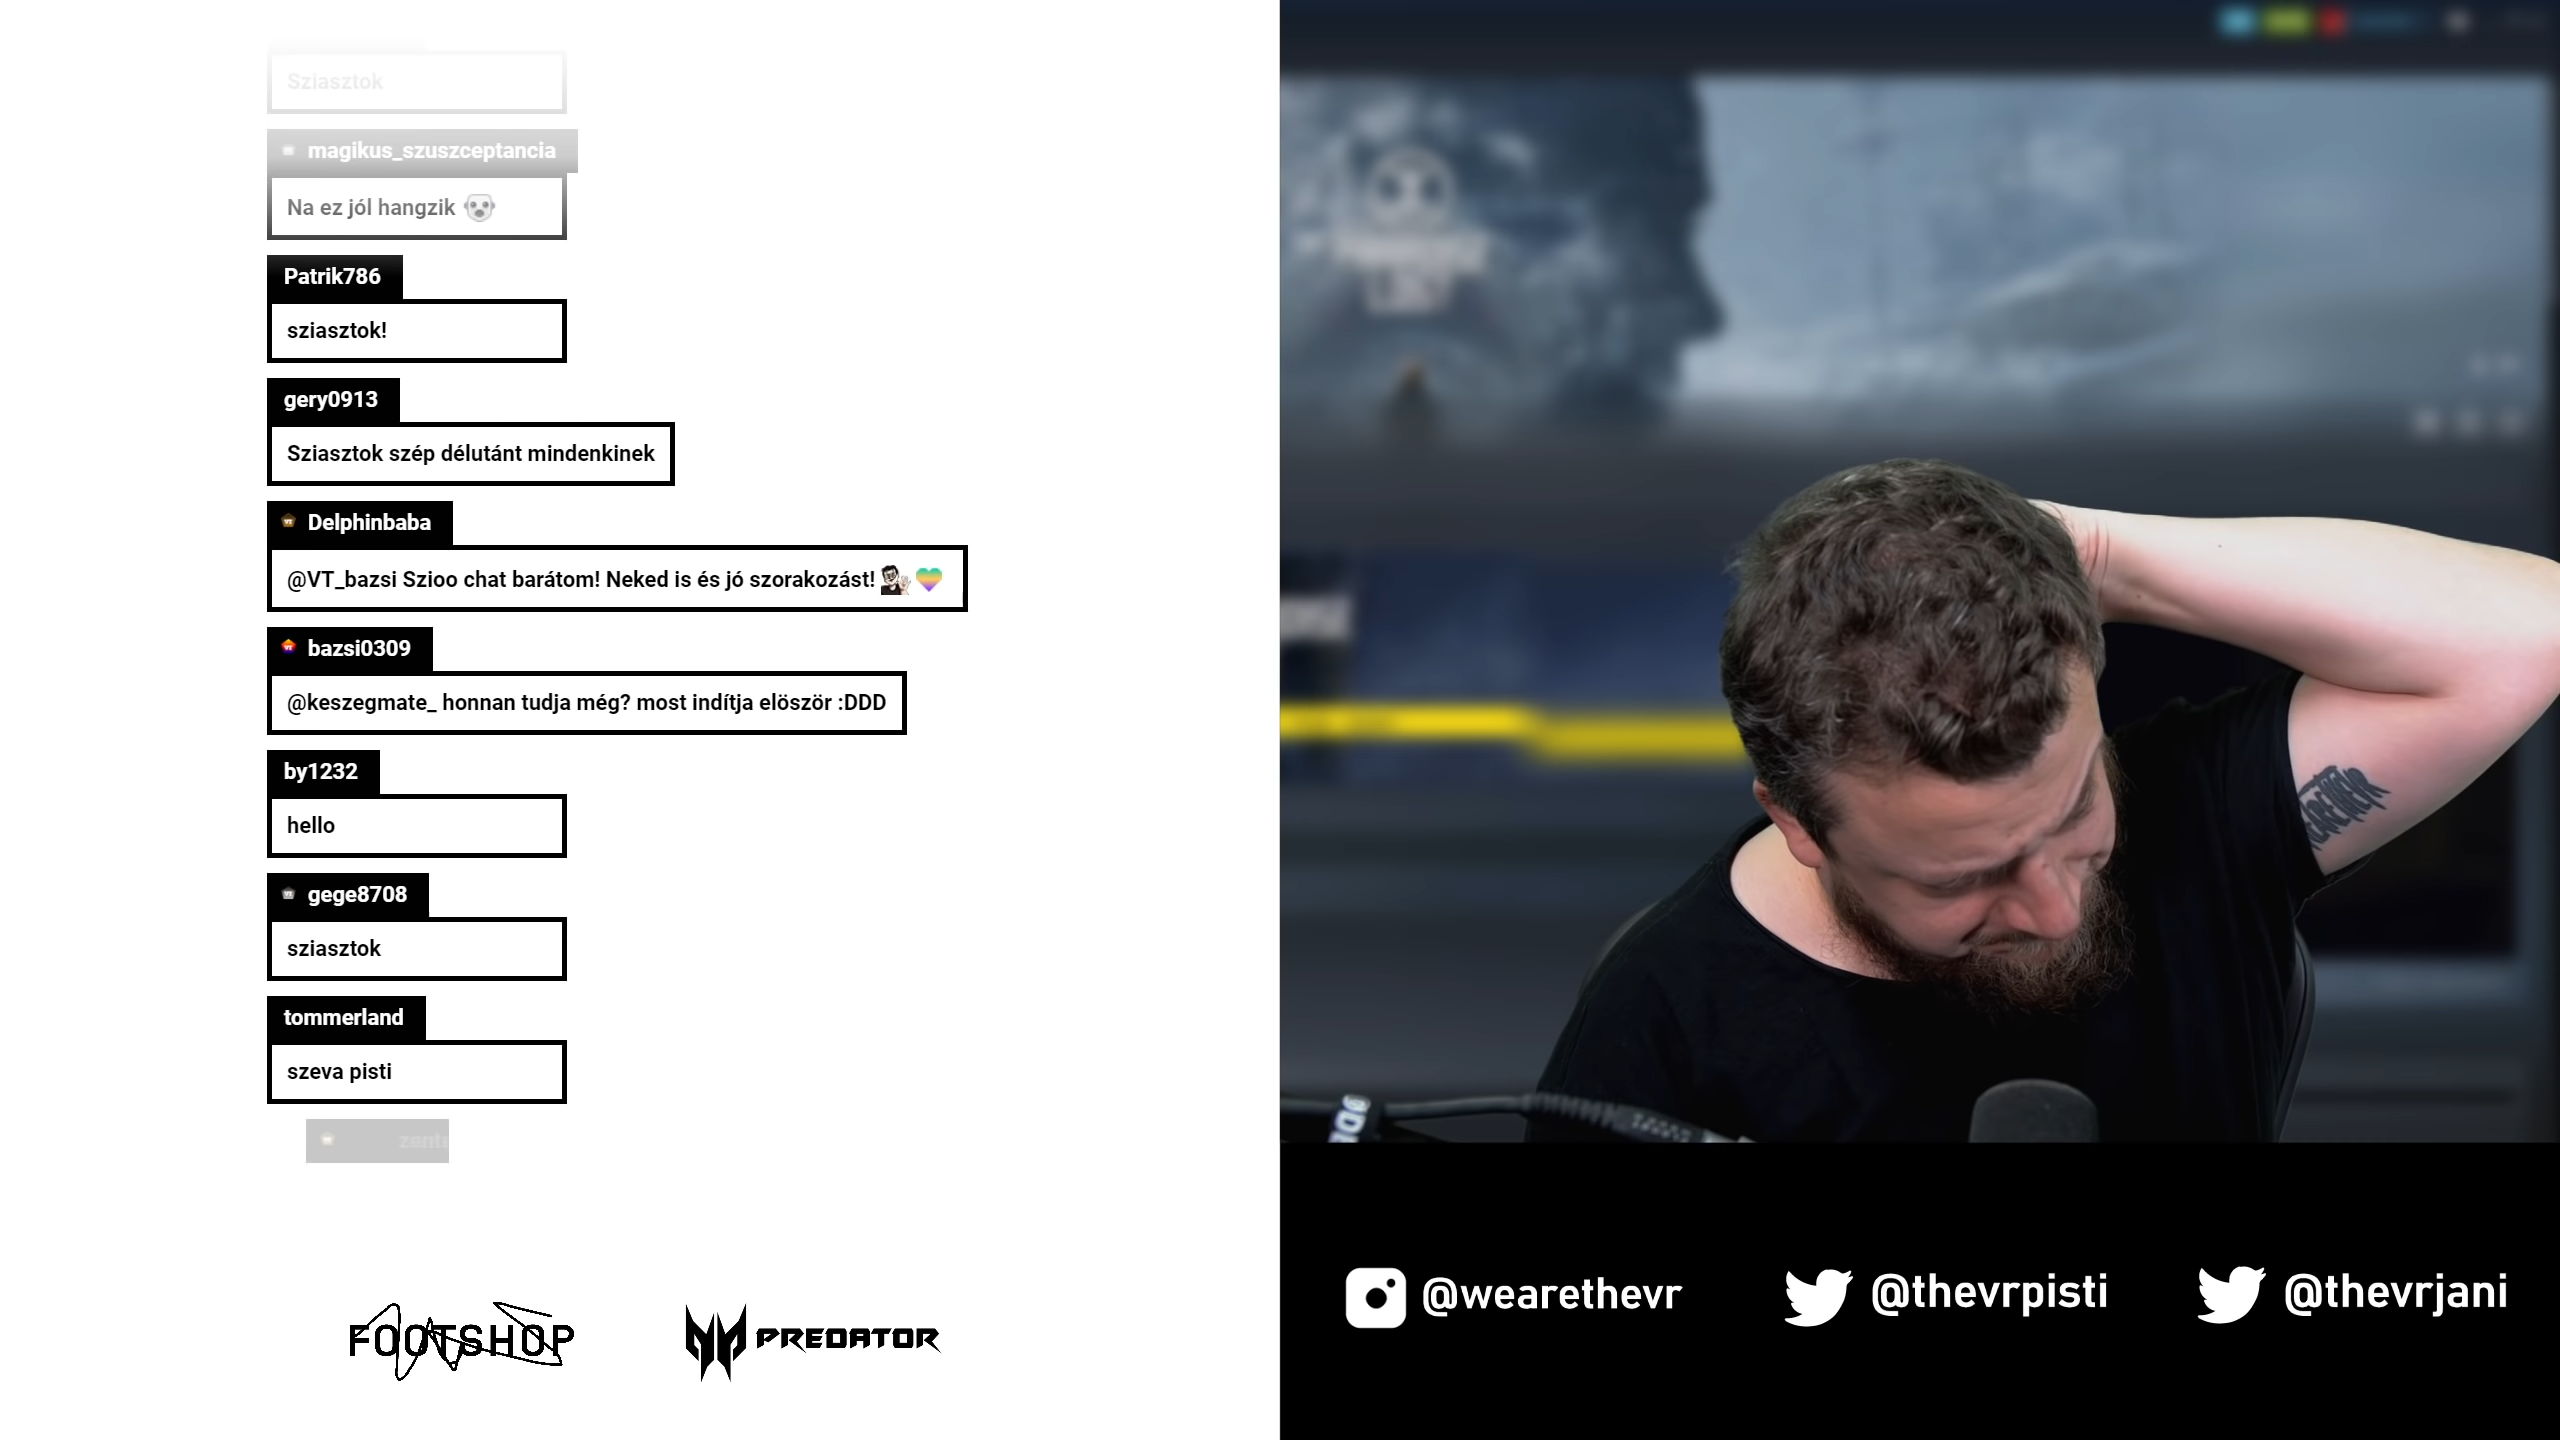 Sziasztok
magikus_szuszceptancia
Na ez jól hangzik
Patrik786
sziasztok!
gery0913
Sziasztok szép délutánt mindenkinek
Delphinbaba
@VT_bazsi Szioo chat barátom! Neked is és jó szorakozást!
bazsi0309
@keszegmate_ honnan tudja még? most indítja elöször :DDD
by1232
hello
gege8708
sziasztok
tommerland
szeva pisti
FOOTSHOP
PREDATOR
WEARETHEVR
@wearethevr
@thevrpisti
@thevrjani